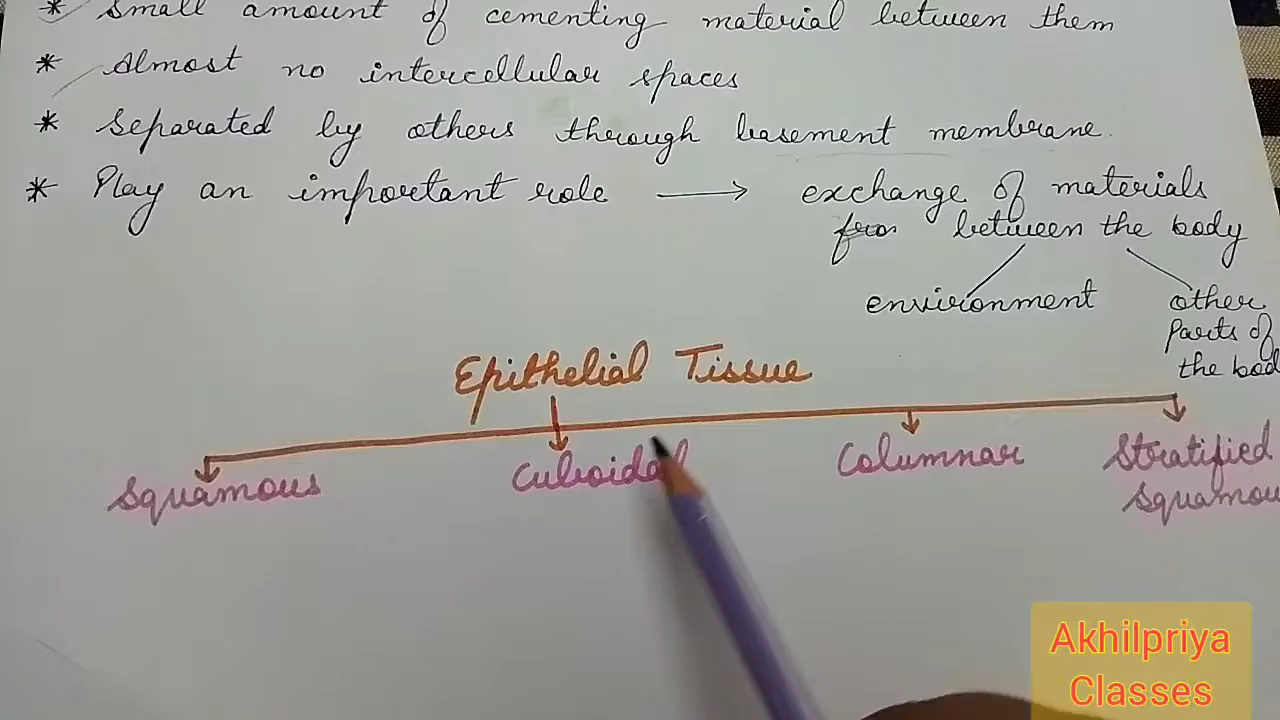 * Small amount of cementing material between them
* Almost no intercellular spaces
* Separated by others through basement membrane.
* Play an important role → exchange of materials
between the body
environment
other
parts of
the bod
Epithelial Tissue
Squamous
Cuboidal
Columnar
Stratified
Squamou
Akhilpriya
Classes